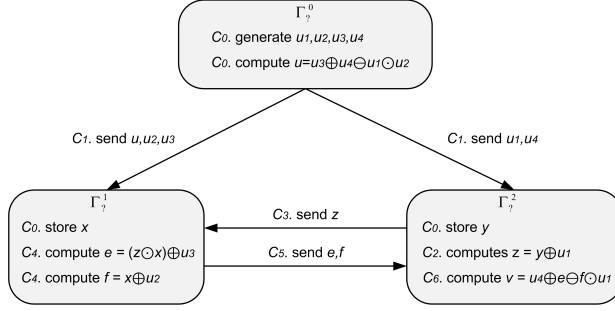 Γ?⁰
C₀. generate u₁,u₂,u₃,u₄
C₀. compute u=u₃⊕u₄⊖u₁⊙u₂
C₁. send u,u₂,u₃
C₁. send u₁,u₄
Γ?¹
C₀. store x
C₄. compute e = (z⊙x)⊕u₃
C₄. compute f = x⊕u₂
C₃. send z
C₅. send e,f
Γ?²
C₀. store y
C₂. computes z = y⊕u₁
C₆. compute v = u₄⊕e⊖f⊙u₁